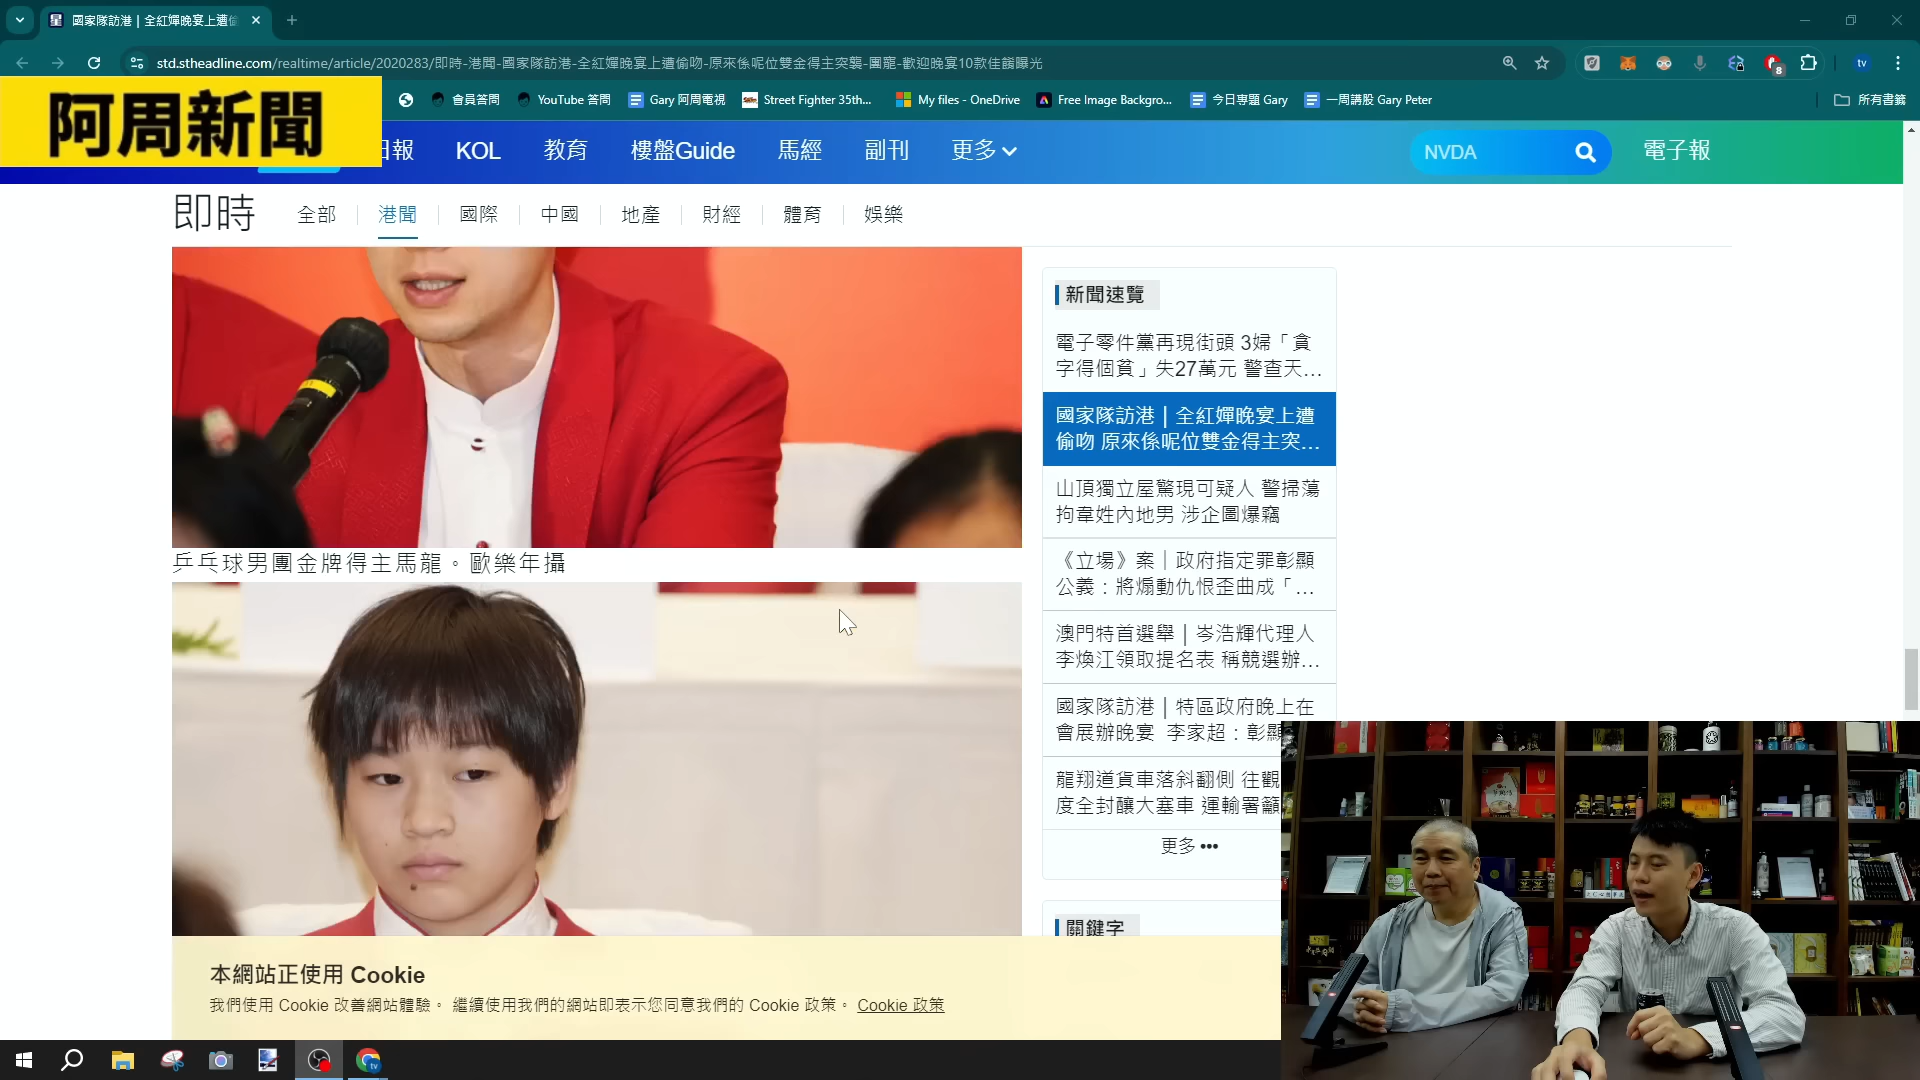 國家隊訪港 | 全紅嬋晚宴上遭偷
std.stheadline.com/realtime/article/2020283/即時-港聞-國家隊訪港-全紅嬋晚宴上遭偷吻-原來係呢位雙金得主突襲-團寵-歡迎晚宴10款佳餚曝光
8
tv
阿周新聞
會員答問
YouTube 答問
Gary 阿周電視
Street Fighter 35th...
My files - OneDrive
Free Image Backgro...
今日專題 Gary
一周講股 Gary Peter
所有書籤
日報
KOL
教育
樓盤Guide
馬經
副刊
更多
NVDA
電子報
即時
全部
港聞
國際
中國
地產
財經
體育
娛樂
乒乓球男團金牌得主馬龍。歐樂年攝
新聞速覽
電子零件黨再現街頭 3婦「貪
字得個貧」失27萬元 警查天...
國家隊訪港 | 全紅嬋晚宴上遭
偷吻 原來係呢位雙金得主突...
山頂獨立屋驚現可疑人 警掃蕩
拘韋姓內地男 涉企圖爆竊
《立場》案｜政府指定罪彰顯
公義：將煽動仇恨歪曲成「...
澳門特首選舉 | 岑浩輝代理人
李煥江領取提名表 稱競選辦...
國家隊訪港 | 特區政府晚上在
會展辦晚宴 李家超：彰顯
龍翔道貨車落斜翻側 往觀
度全封釀大塞車 運輸署籲
更多 •••
關鍵字
本網站正使用 Cookie
我們使用 Cookie 改善網站體驗。 繼續使用我們的網站即表示您同意我們的 Cookie 政策。 Cookie 政策